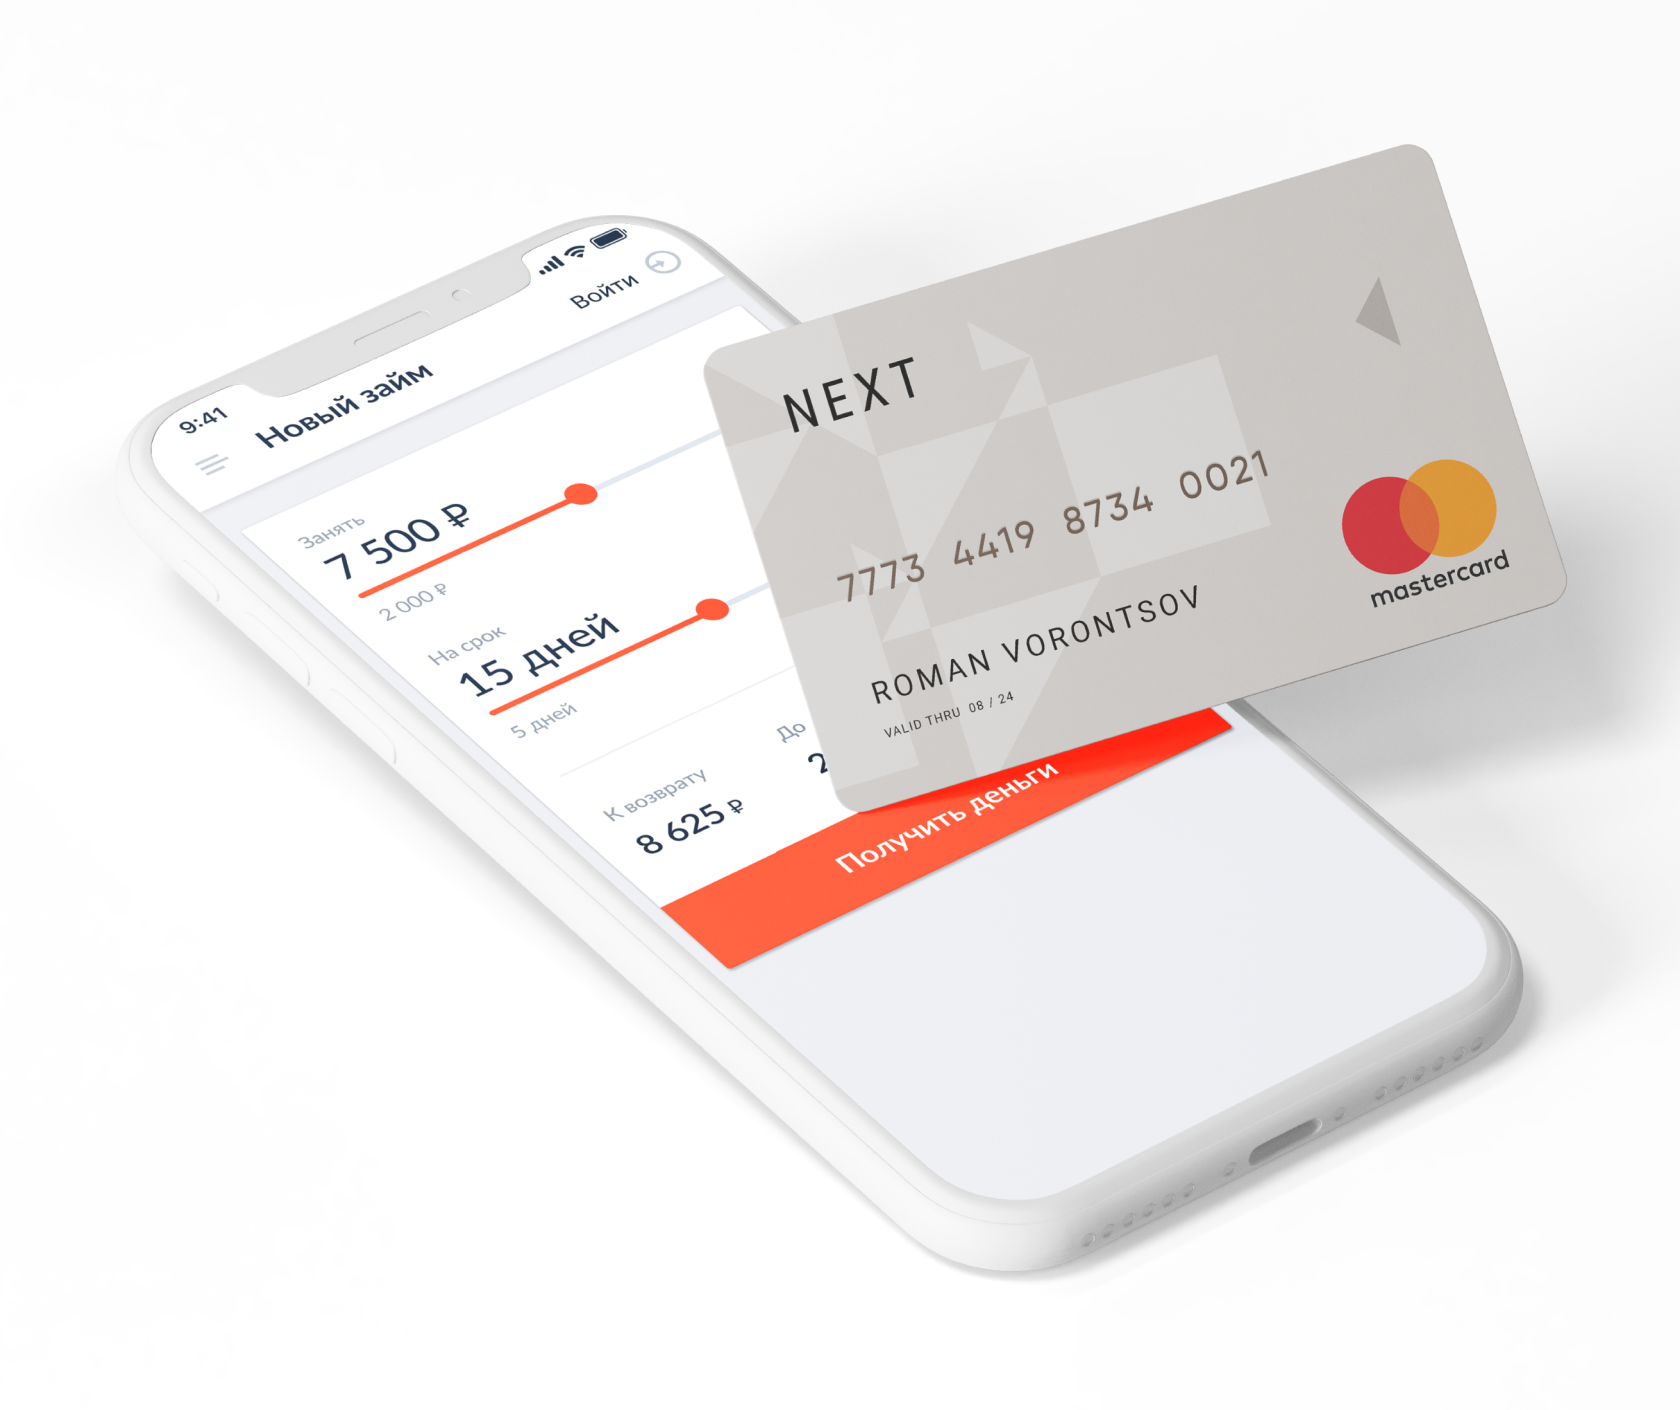 9:41
Новый займ
Войти
Занять
7 500 ₽
2 000 ₽
На срок
15 дней
5 дней
К возврату
8 625 ₽
До
2
Получить деньги
NEXT
7773 4419 8734 0021
ROMAN VORONTSOV
VALID THRU 08 / 24
mastercard